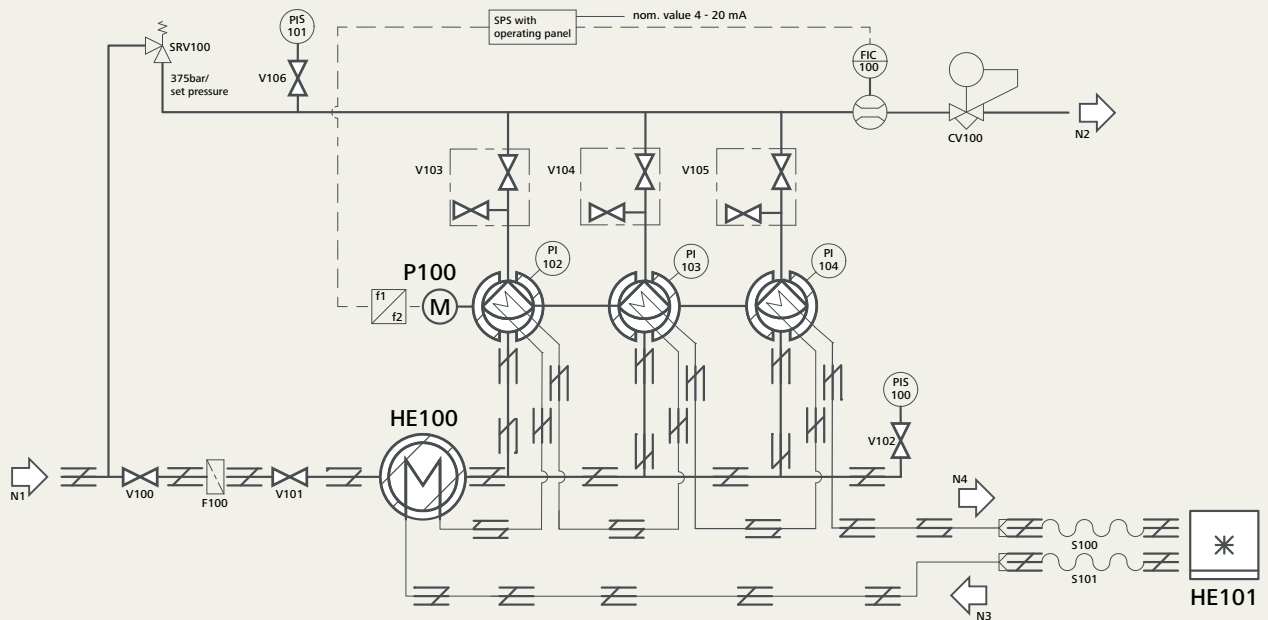 SPS with
operating panel
nom. value 4 - 20 mA
PIS
101
SRV100
V106
375bar/
set pressure
FIC
100
CV100
N2
V103
V104
V105
PI
102
PI
103
PI
104
P100
f1
f2
M
PIS
100
HE100
V102
N1
V100
F100
V101
N4
S100
S101
N3
HE101